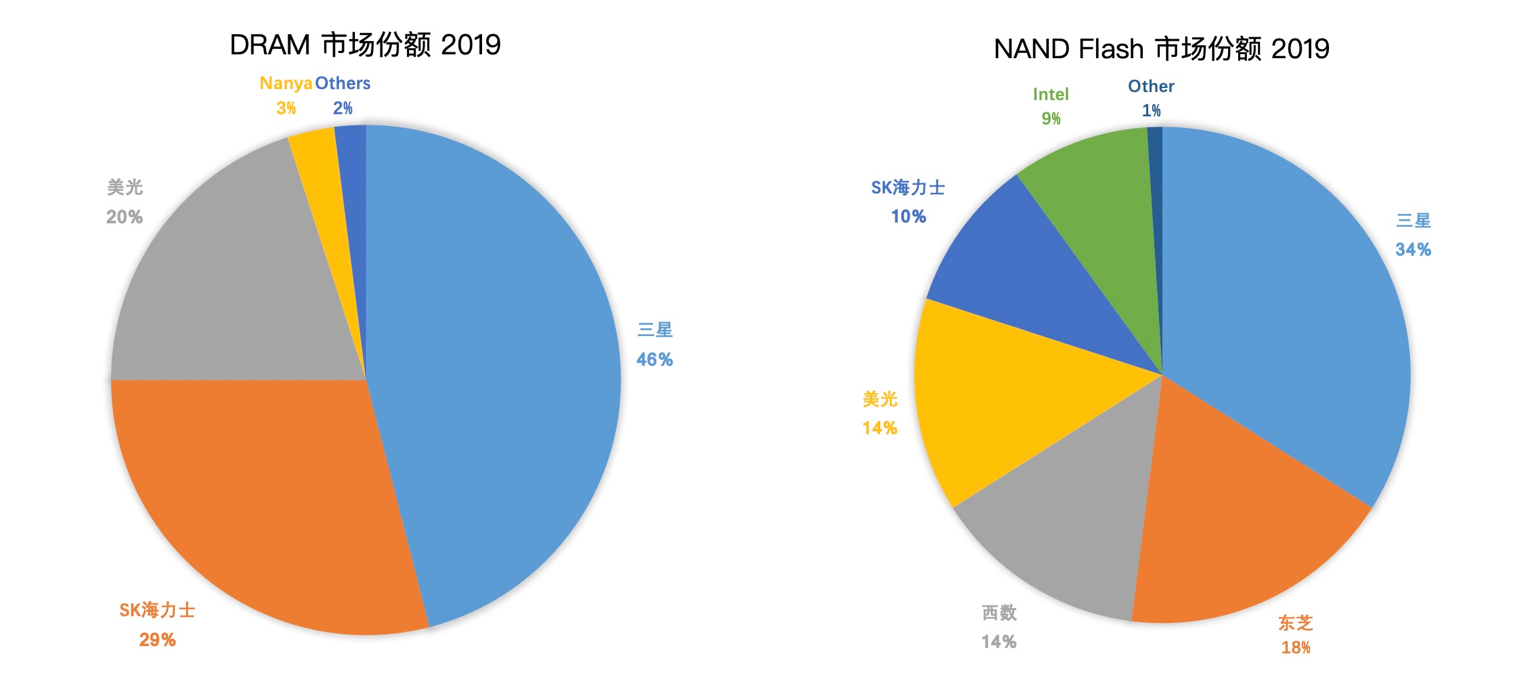 DRAM 市场份额 2019
Nanya
3%
Others
2%
美光
20%
三星
46%
SK海力士
29%
NAND Flash 市场份额 2019
Intel
9%
Other
1%
SK海力士
10%
三星
34%
美光
14%
西数
14%
东芝
18%